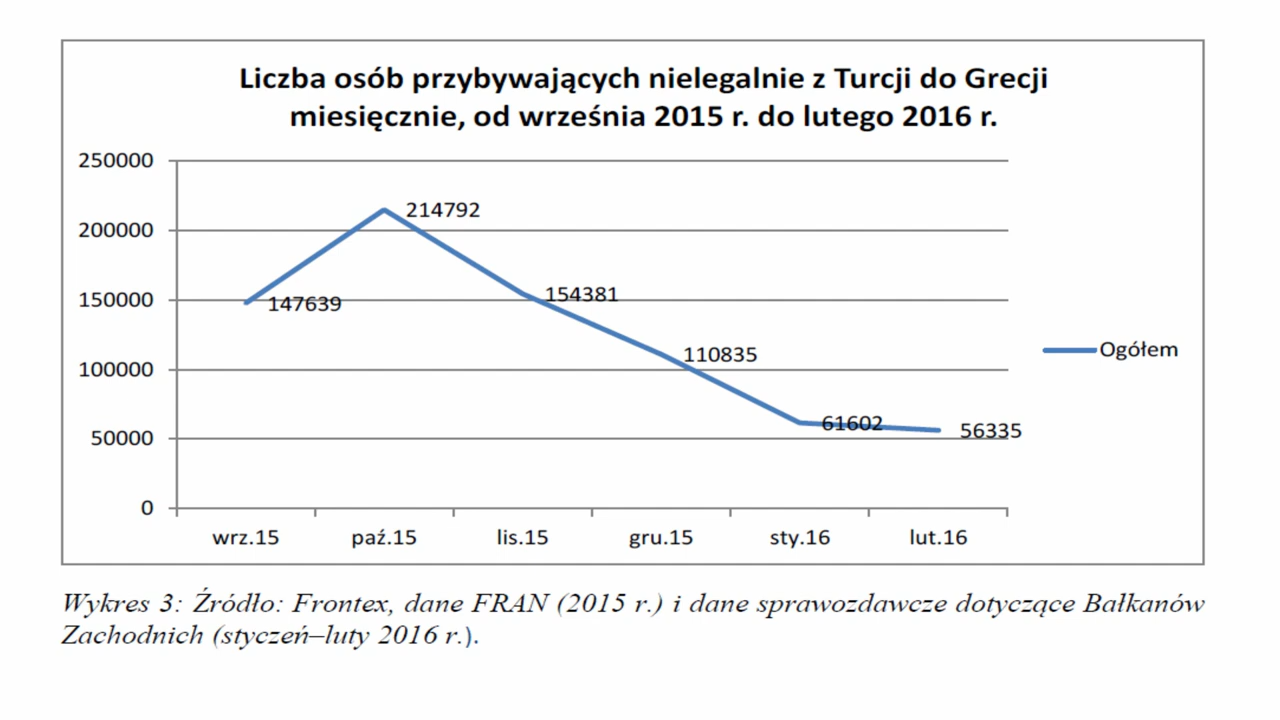 Liczba osób przybywających nielegalnie z Turcji do Grecji
miesięcznie, od września 2015 r. do lutego 2016 r.
250000
200000
150000
100000
50000
0
214792
147639
154381
110835
61602
56335
Ogółem
wrz.15 paź.15 lis.15 gru.15 sty.16 lut.16
Wykres 3: Źródło: Frontex, dane FRAN (2015 r.) i dane sprawozdawcze dotyczące Bałkanów
Zachodnich (styczeń–luty 2016 r.).